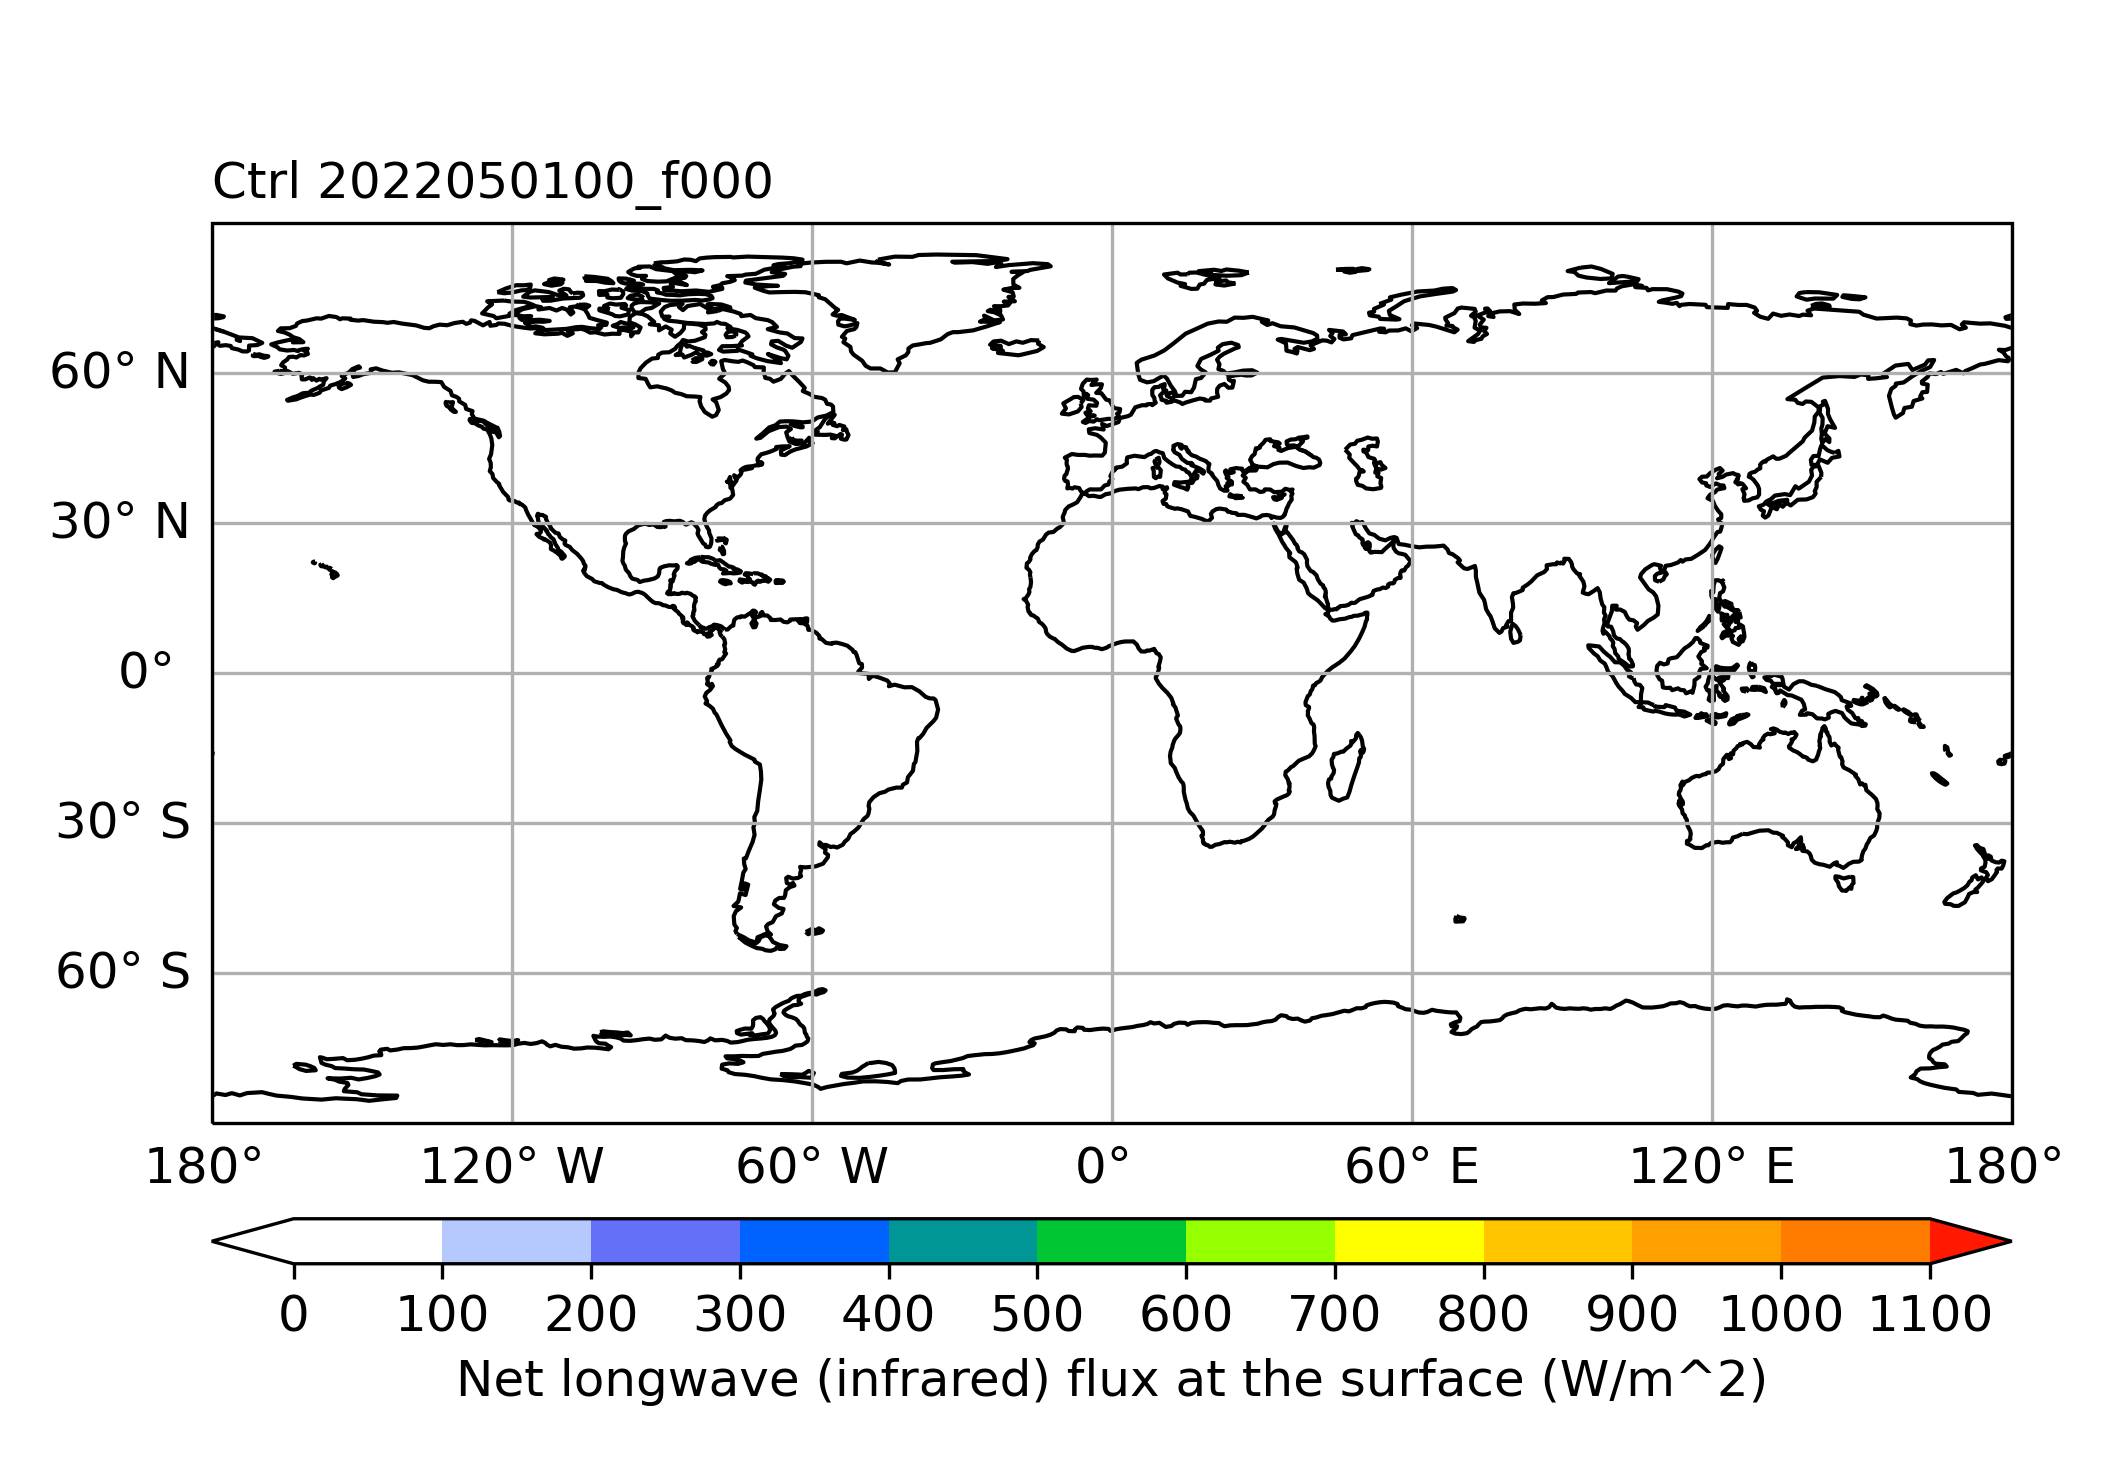 Ctrl 2022050100_f000
60° N
30° N
0°
30° S
60° S
180° 120° W 60° W 0° 60° E 120° E 180°
0 100 200 300 400 500 600 700 800 900 1000 1100
Net longwave (infrared) flux at the surface (W/m^2)